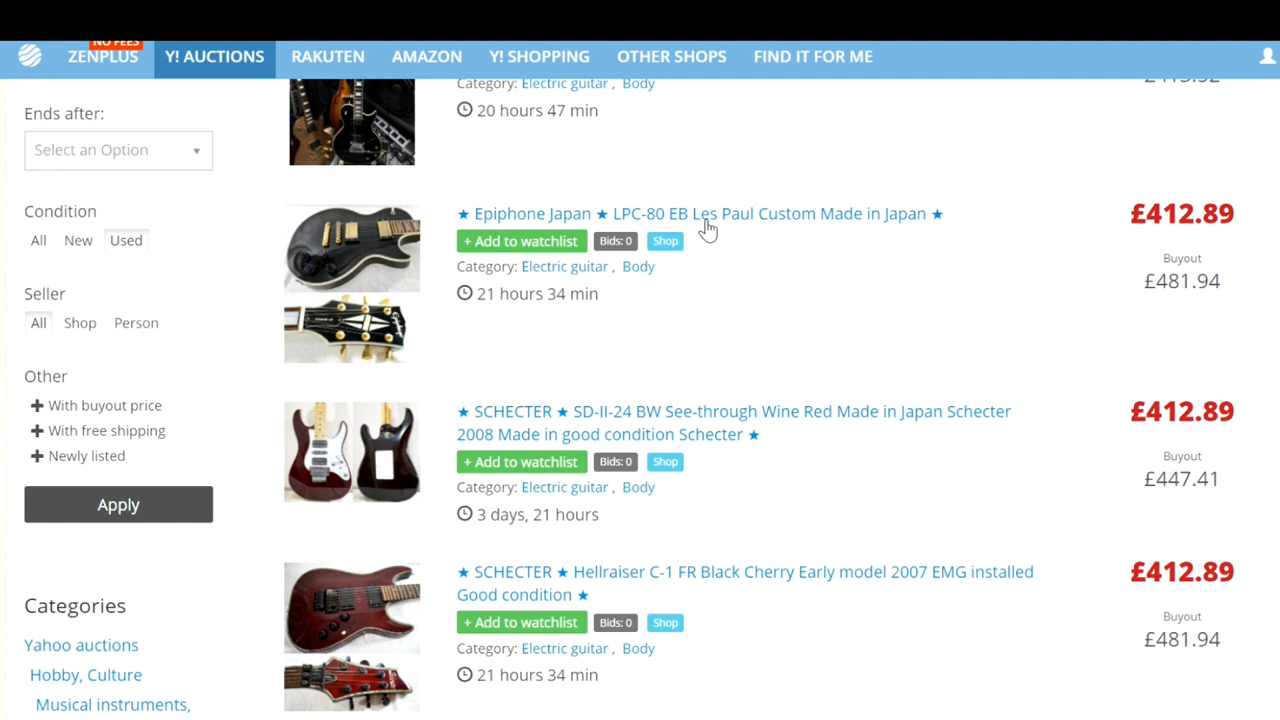 NO FEES
ZENPLUS
Y! AUCTIONS
RAKUTEN
AMAZON
Y! SHOPPING
OTHER SHOPS
FIND IT FOR ME
Ends after:
Select an Option
Condition
All New Used
Seller
All Shop Person
Other
+ With buyout price
+ With free shipping
+ Newly listed
Apply
Categories
Yahoo auctions
Hobby, Culture
Musical instruments,
Category: Electric guitar , Body
20 hours 47 min
★ Epiphone Japan ★ LPC-80 EB Les Paul Custom Made in Japan ★
+ Add to watchlist Bids: 0 Shop
Category: Electric guitar , Body
21 hours 34 min
£412.89
Buyout
£481.94
Epiphone
★ SCHECTER ★ SD-II-24 BW See-through Wine Red Made in Japan Schecter
2008 Made in good condition Schecter ★
+ Add to watchlist Bids: 0 Shop
Category: Electric guitar , Body
3 days, 21 hours
£412.89
Buyout
£447.41
★ SCHECTER ★ Hellraiser C-1 FR Black Cherry Early model 2007 EMG installed
Good condition ★
+ Add to watchlist Bids: 0 Shop
Category: Electric guitar , Body
21 hours 34 min
£412.89
Buyout
£481.94